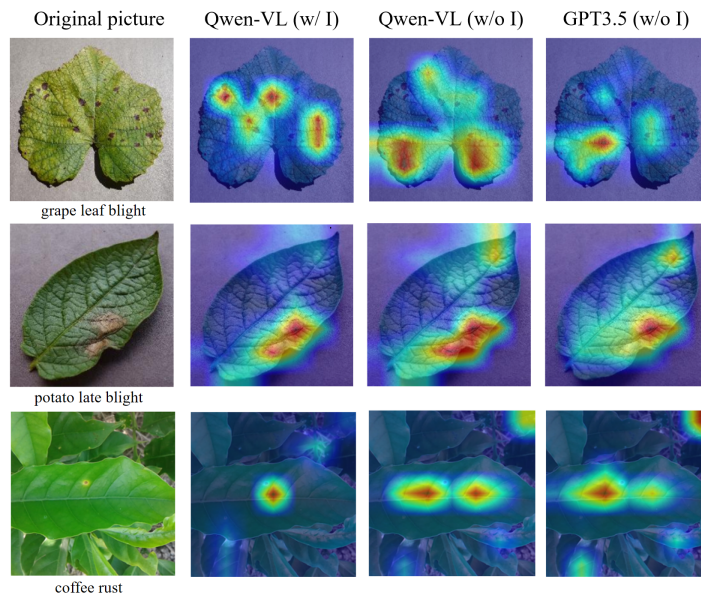 Original picture
Qwen-VL (w/ I)
Qwen-VL (w/o I)
GPT3.5 (w/o I)
grape leaf blight
potato late blight
coffee rust